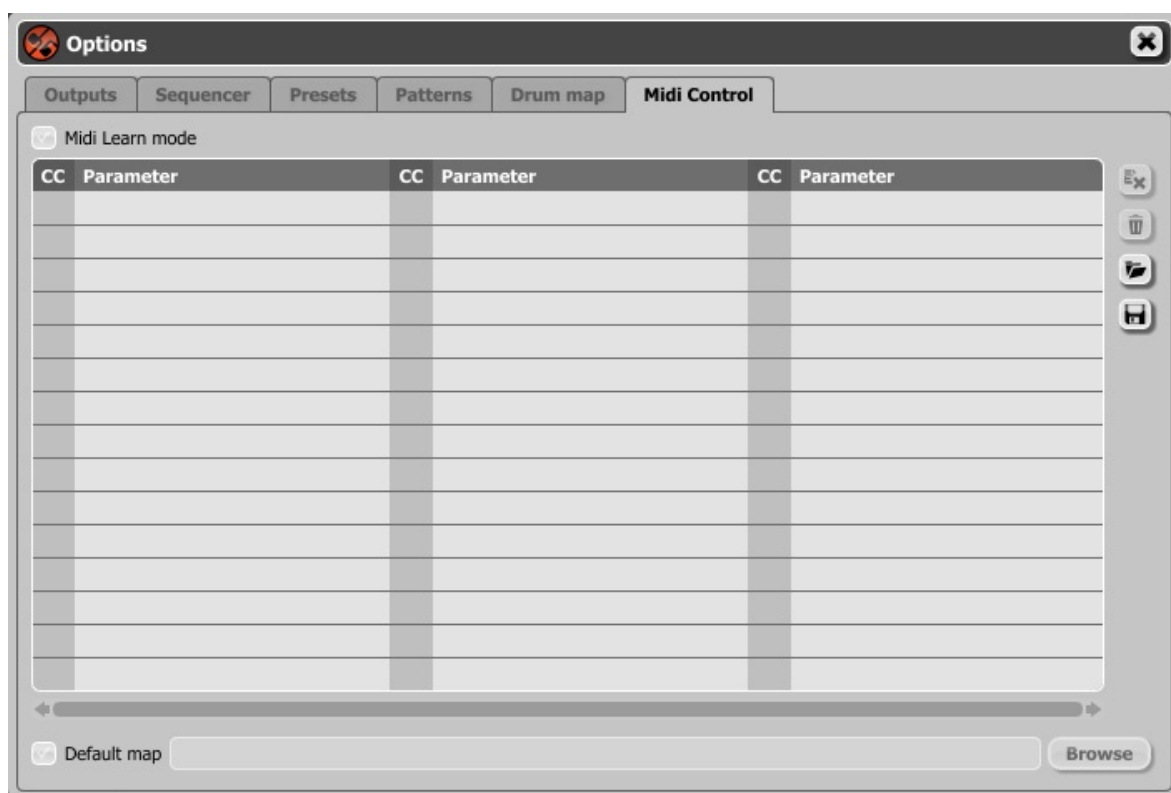 Options
Outputs Sequencer Presets Patterns Drum map Midi Control
Midi Learn mode
CC Parameter CC Parameter CC Parameter
Default map Browse